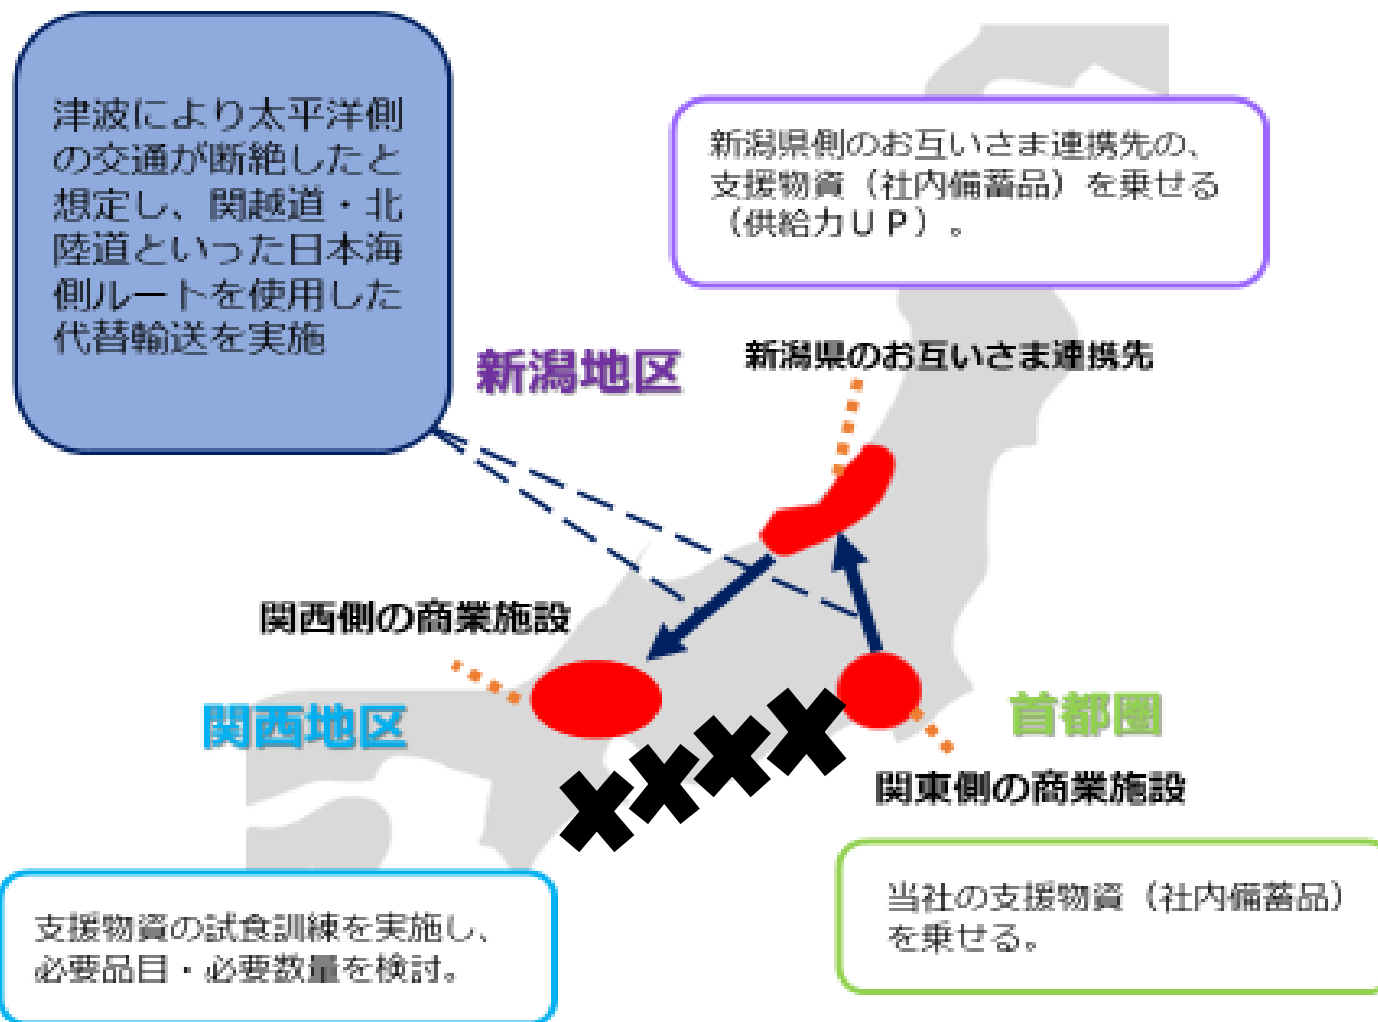 津波により太平洋側
の交通が断絶したと
想定し、関越道・北
陸道といった日本海
側ルートを使用した
代替輸送を実施
新潟県側のお互いさま連携先の、
支援物資（社内備蓄品）を乗せる
（供給力ＵＰ）。
新潟地区
新潟県のお互いさま連携先
関西側の商業施設
関西地区
首都圏
関東側の商業施設
支援物資の試食訓練を実施し、
必要品目・必要数量を検討。
当社の支援物資（社内備蓄品）
を乗せる。